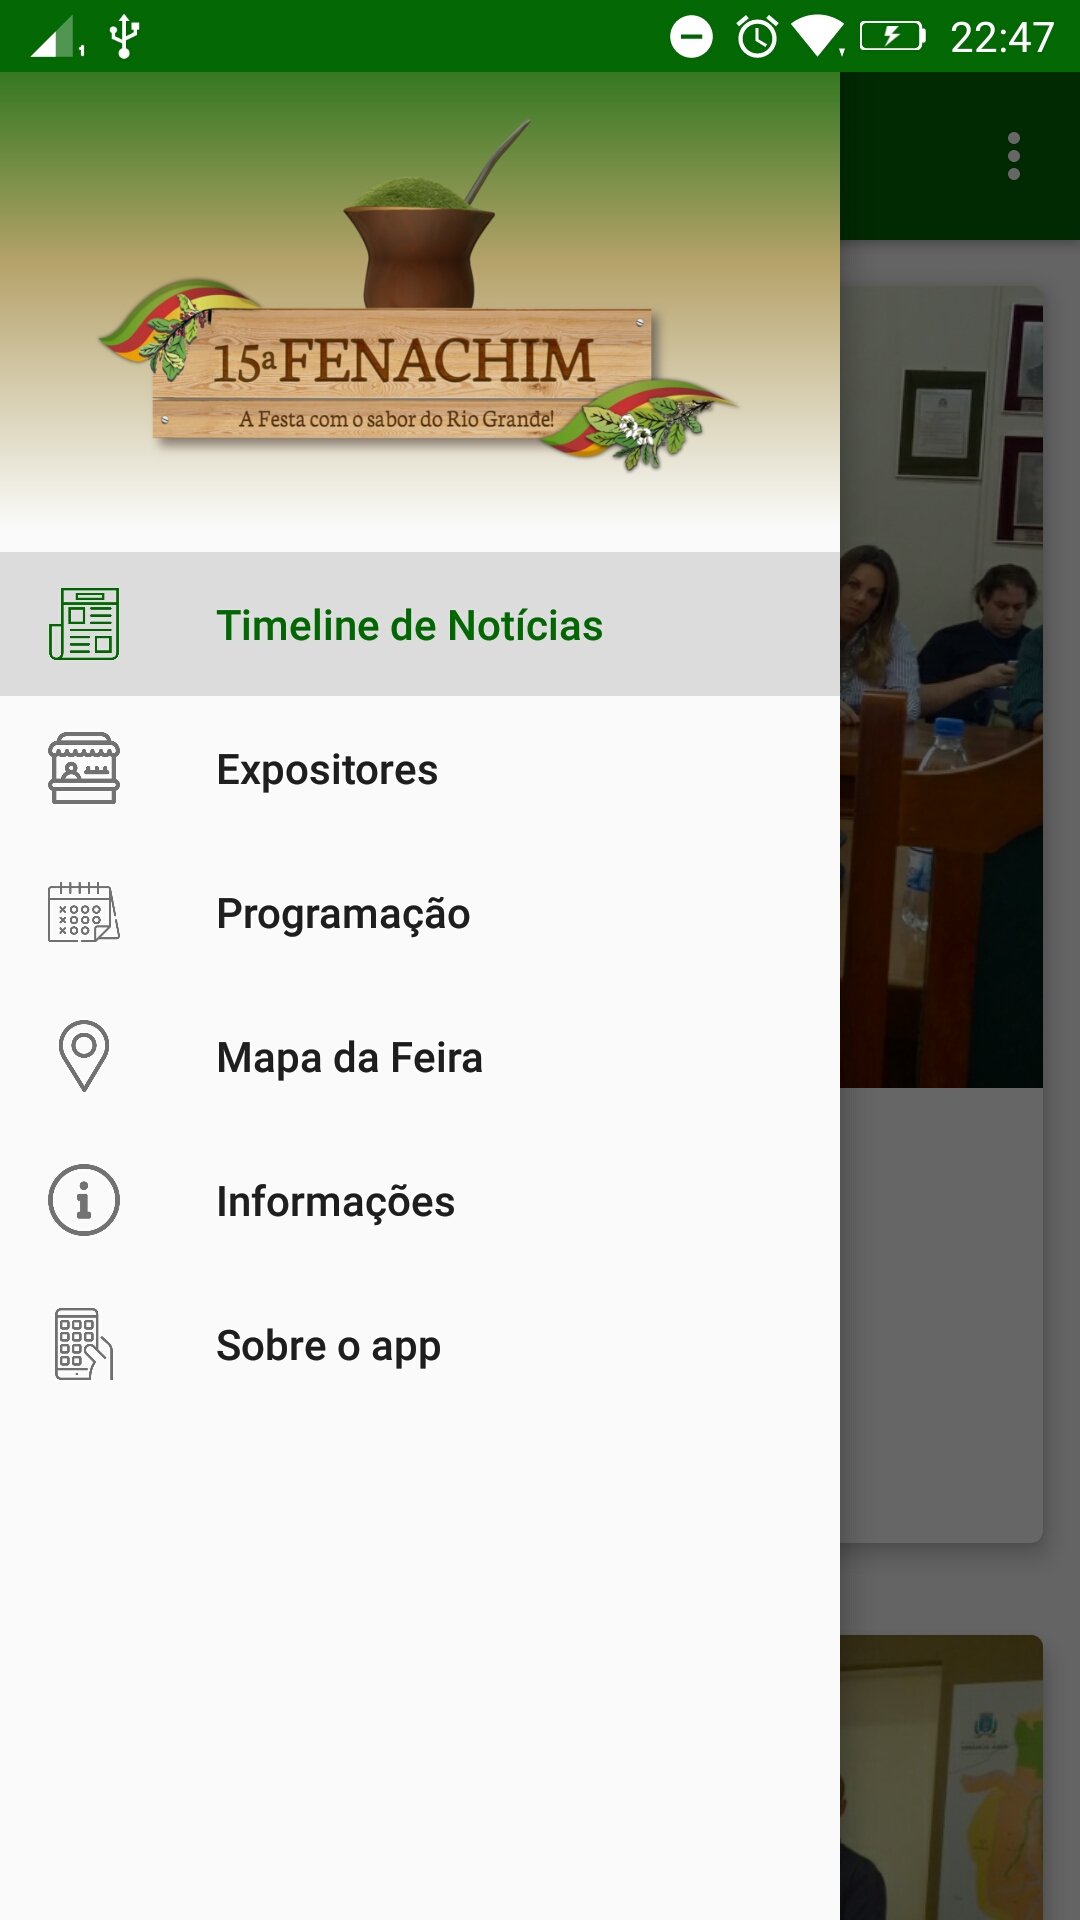 22:47
15ª FENACHIM
A Festa com o sabor do Rio Grande!
Timeline de Notícias
Expositores
Programação
Mapa da Feira
Informações
Sobre o app